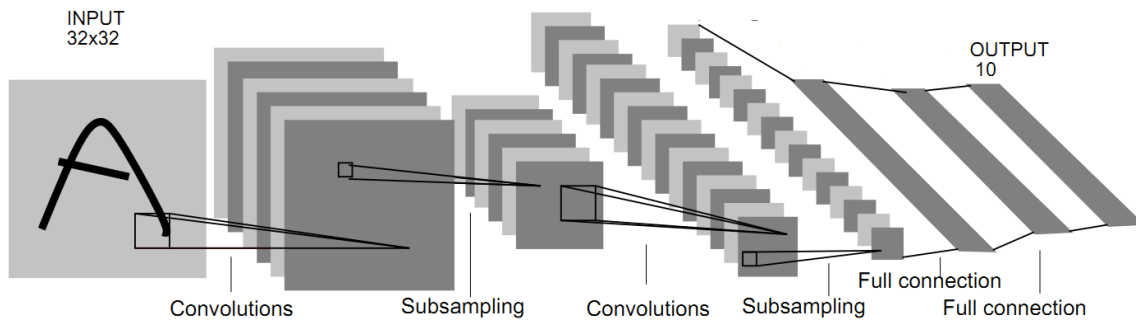 INPUT
32x32
Convolutions
Subsampling
Convolutions
Subsampling
Full connection
Full connection
OUTPUT
10